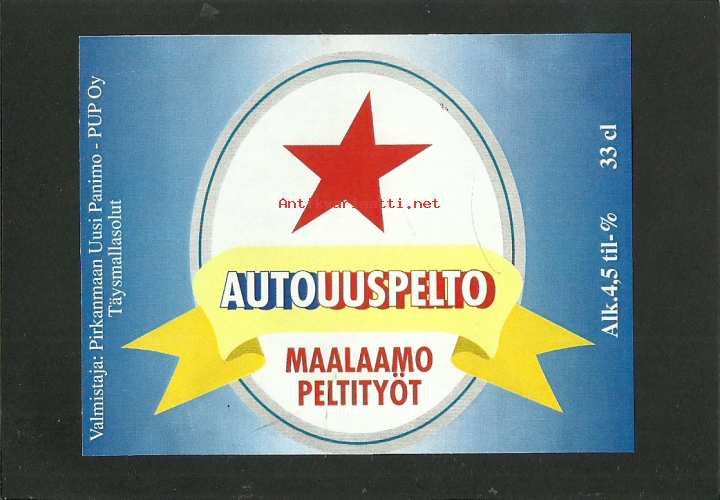 Valmistaja: Pirkanmaan Uusi Panimo - PUP Oy
Täysmallasolut
Antikvariaatti.net
AUTOUUSPELTO
MAALAAMO
PELTITYÖT
Alk.4,5 til-% 33 cl